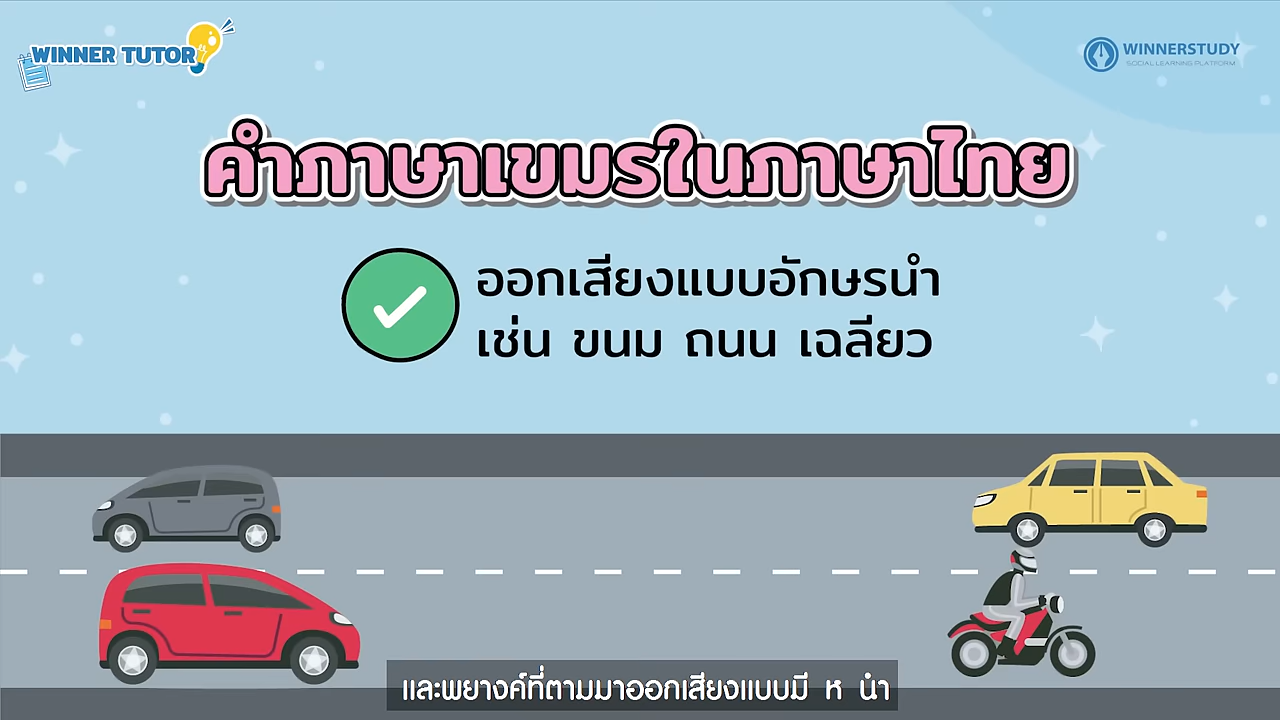 WINNER TUTOR
WINNERSTUDY
SOCIAL LEARNING PLATFORM
คำภาษาเขมรในภาษาไทย
ออกเสียงแบบอักษรนำ
เช่น ขนม ถนน เฉลียว
และพยางค์ที่ตามมาออกเสียงแบบมี ห นำ